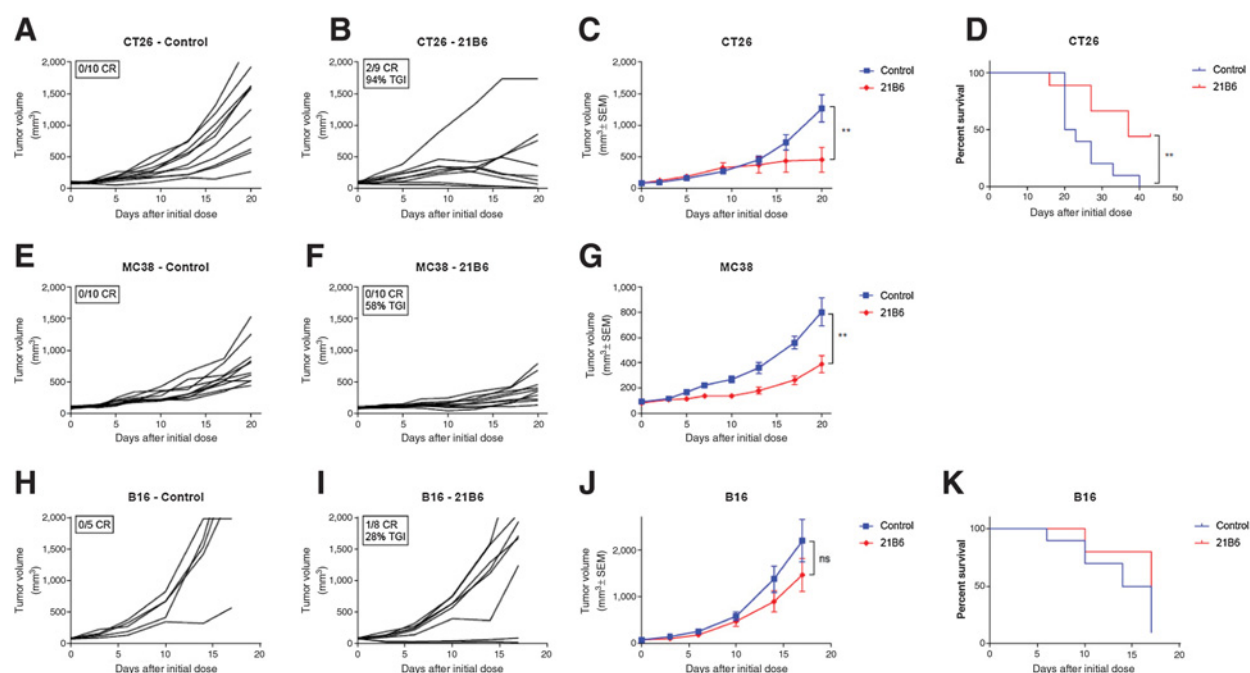 A
CT26 - Control
0/10 CR
Tumor volume
(mm³)
2,000
1,500
1,000
500
0
0 5 10 15 20
Days after initial dose
B
CT26 - 21B6
2/9 CR
94% TGI
Tumor volume
(mm³)
2,000
1,500
1,000
500
0
0 5 10 15 20
Days after initial dose
C
CT26
Tumor volume
(mm³± SEM)
2,000
1,500
1,000
500
0
0 5 10 15 20
Days after initial dose
Control
21B6
**
D
CT26
Percent survival
100
50
0
0 10 20 30 40 50
Days after initial dose
Control
21B6
**
E
MC38 - Control
0/10 CR
Tumor volume
(mm³)
2,000
1,500
1,000
500
0
0 5 10 15 20
Days after initial dose
F
MC38 - 21B6
0/10 CR
58% TGI
Tumor volume
(mm³)
2,000
1,500
1,000
500
0
0 5 10 15 20
Days after initial dose
G
MC38
Tumor volume
(mm³± SEM)
1,000
800
600
400
200
0
0 5 10 15 20
Days after initial dose
Control
21B6
**
H
B16 - Control
0/5 CR
Tumor volume
(mm³)
2,000
1,500
1,000
500
0
0 5 10 15 20
Days after initial dose
I
B16 - 21B6
1/8 CR
28% TGI
Tumor volume
(mm³)
2,000
1,500
1,000
500
0
0 5 10 15 20
Days after initial dose
J
B16
Tumor volume
(mm³± SEM)
2,000
1,000
0
0 5 10 15 20
Days after initial dose
Control
21B6
ns
K
B16
Percent survival
100
50
0
0 5 10 15 20
Days after initial dose
Control
21B6